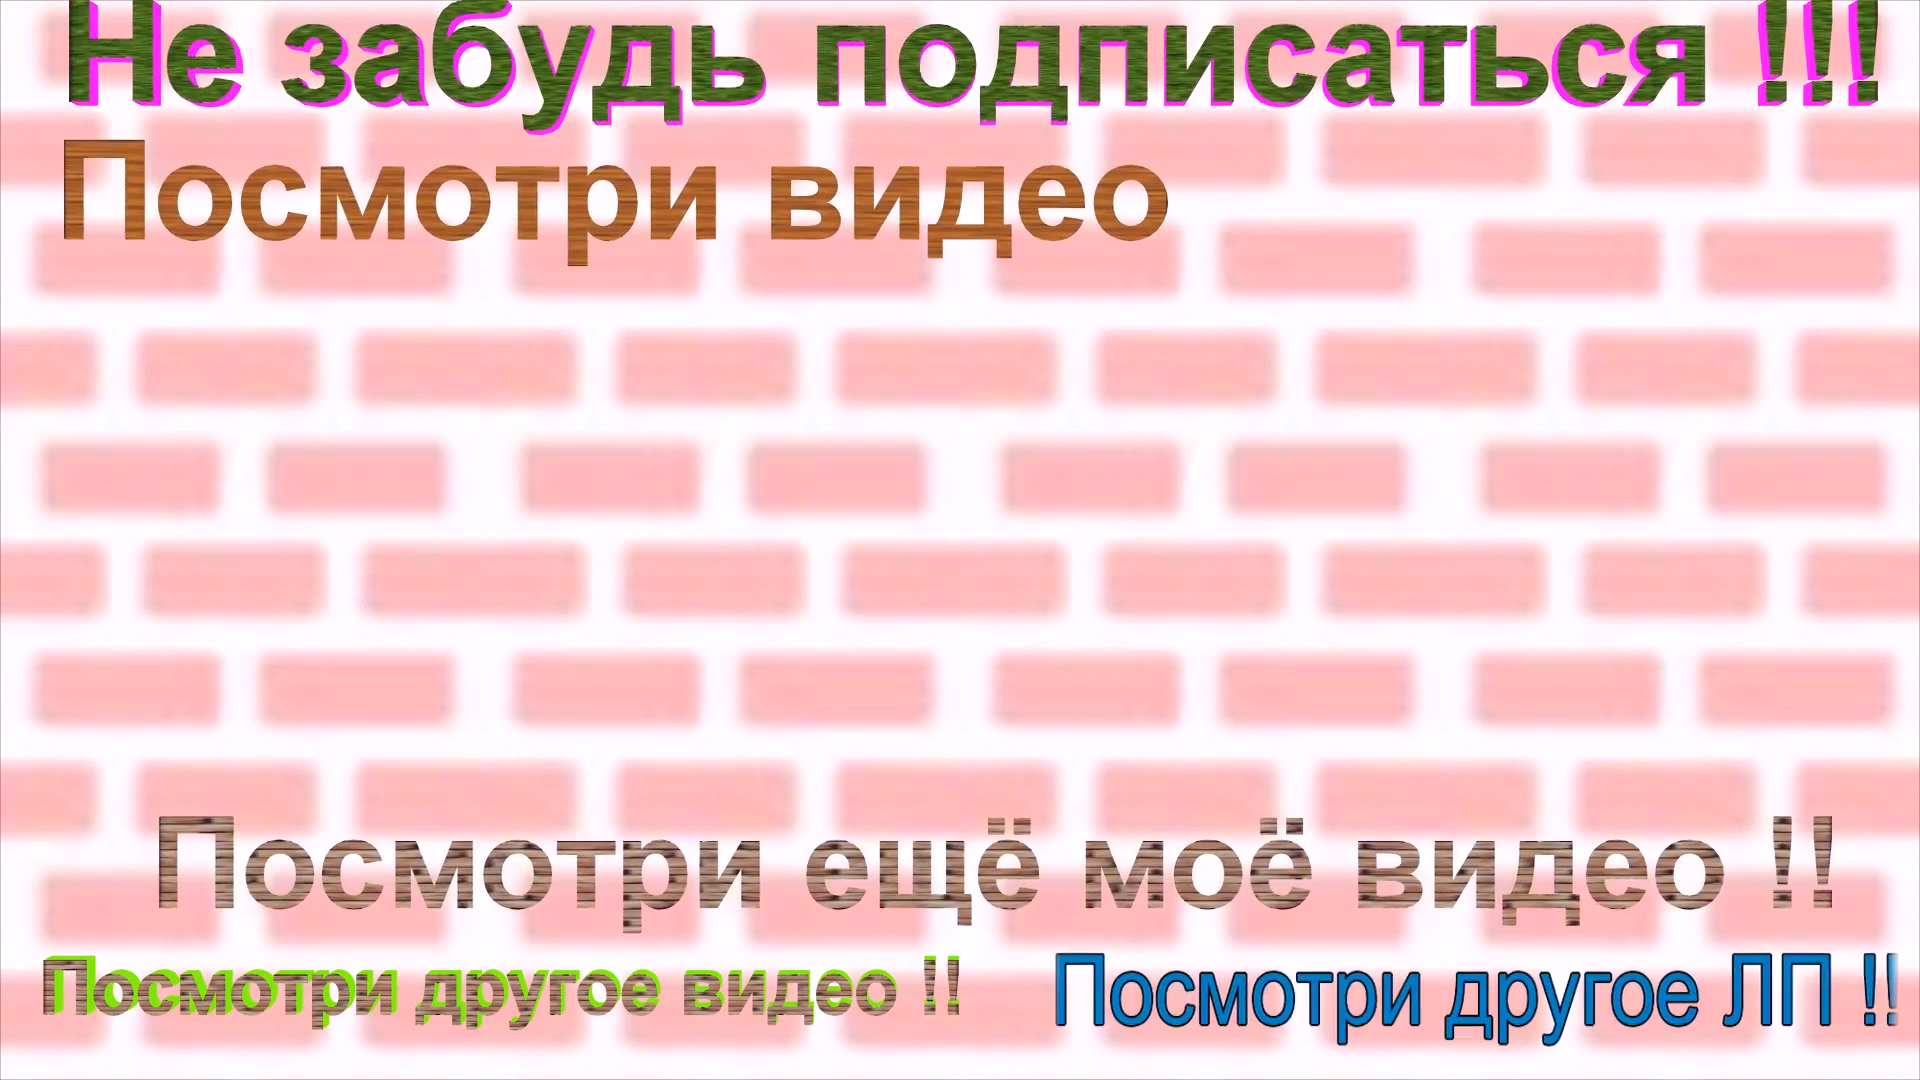 Не забудь подписаться !!!
Посмотри видео
Посмотри ещё моё видео !!
Посмотри другое видео !!
Посмотри другое ЛП !!